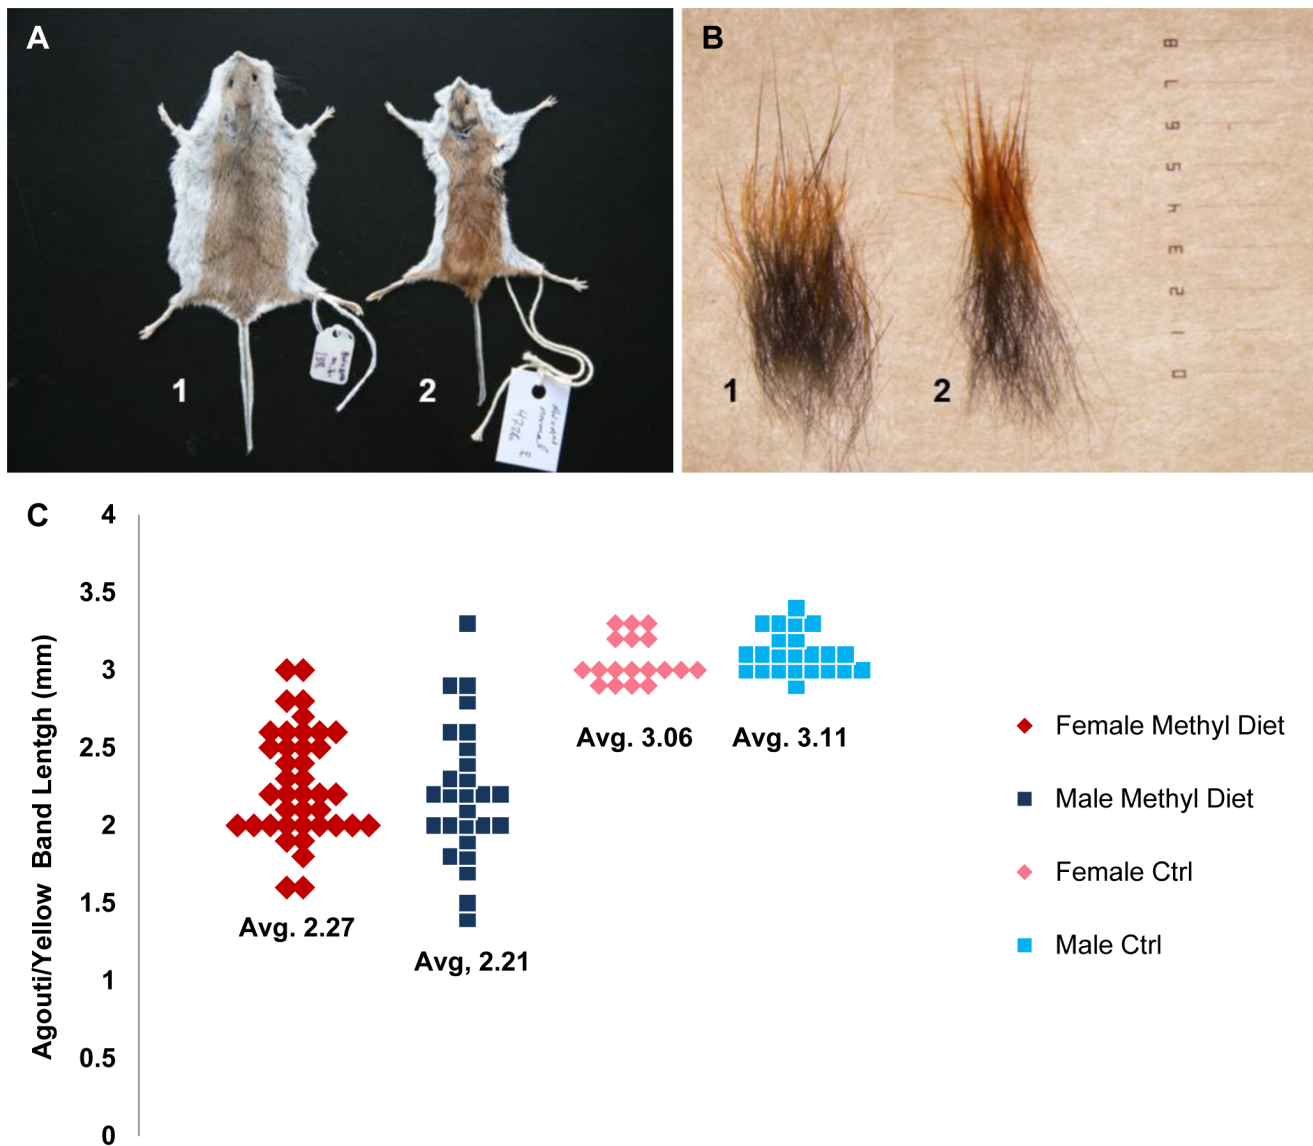 A
B
1
2
1
2
8
7
6
5
4
3
2
1
0
C
4
3.5
3
2.5
2
1.5
1
0.5
0
Agouti/Yellow Band Lentgh (mm)
Avg. 2.27
Avg, 2.21
Avg. 3.06
Avg. 3.11
Female Methyl Diet
Male Methyl Diet
Female Ctrl
Male Ctrl
4726